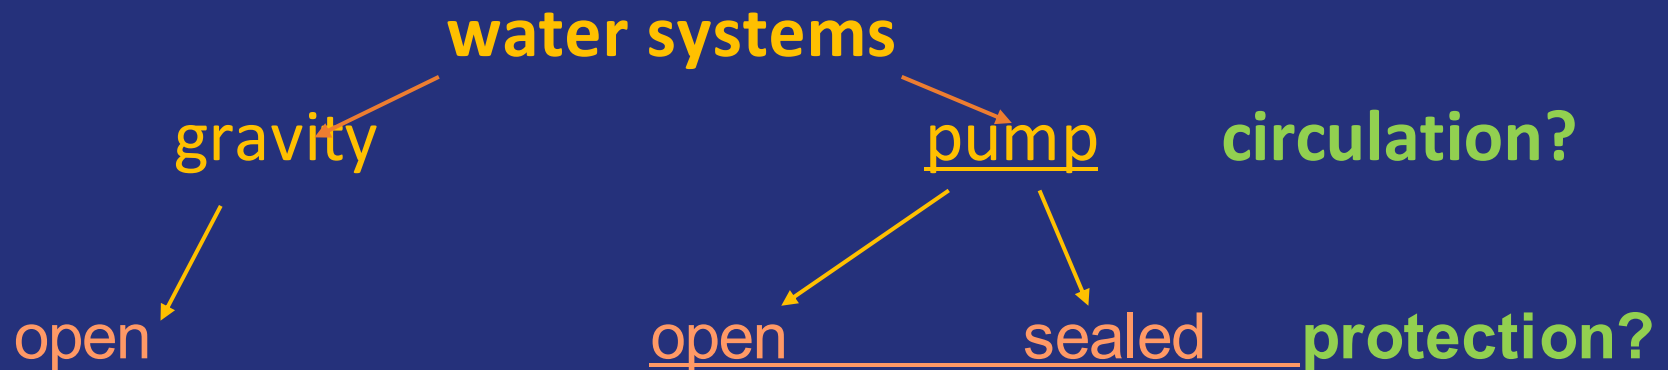 water systems
gravity pump circulation?
open open sealed protection?